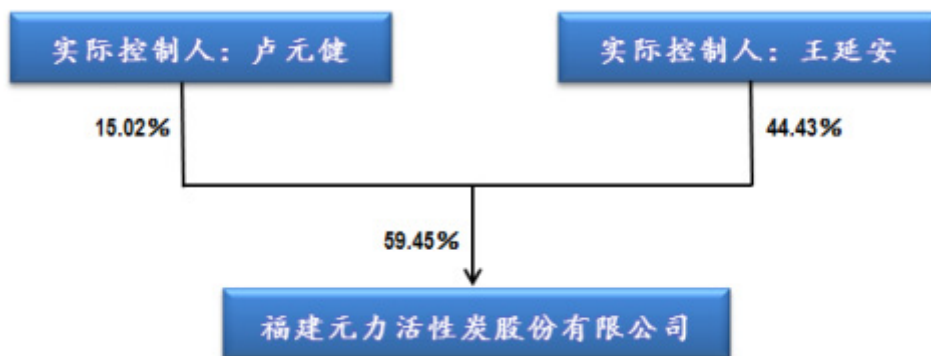 实际控制人：卢元健
实际控制人：王延安
15.02%
44.43%
59.45%
福建元力活性炭股份有限公司